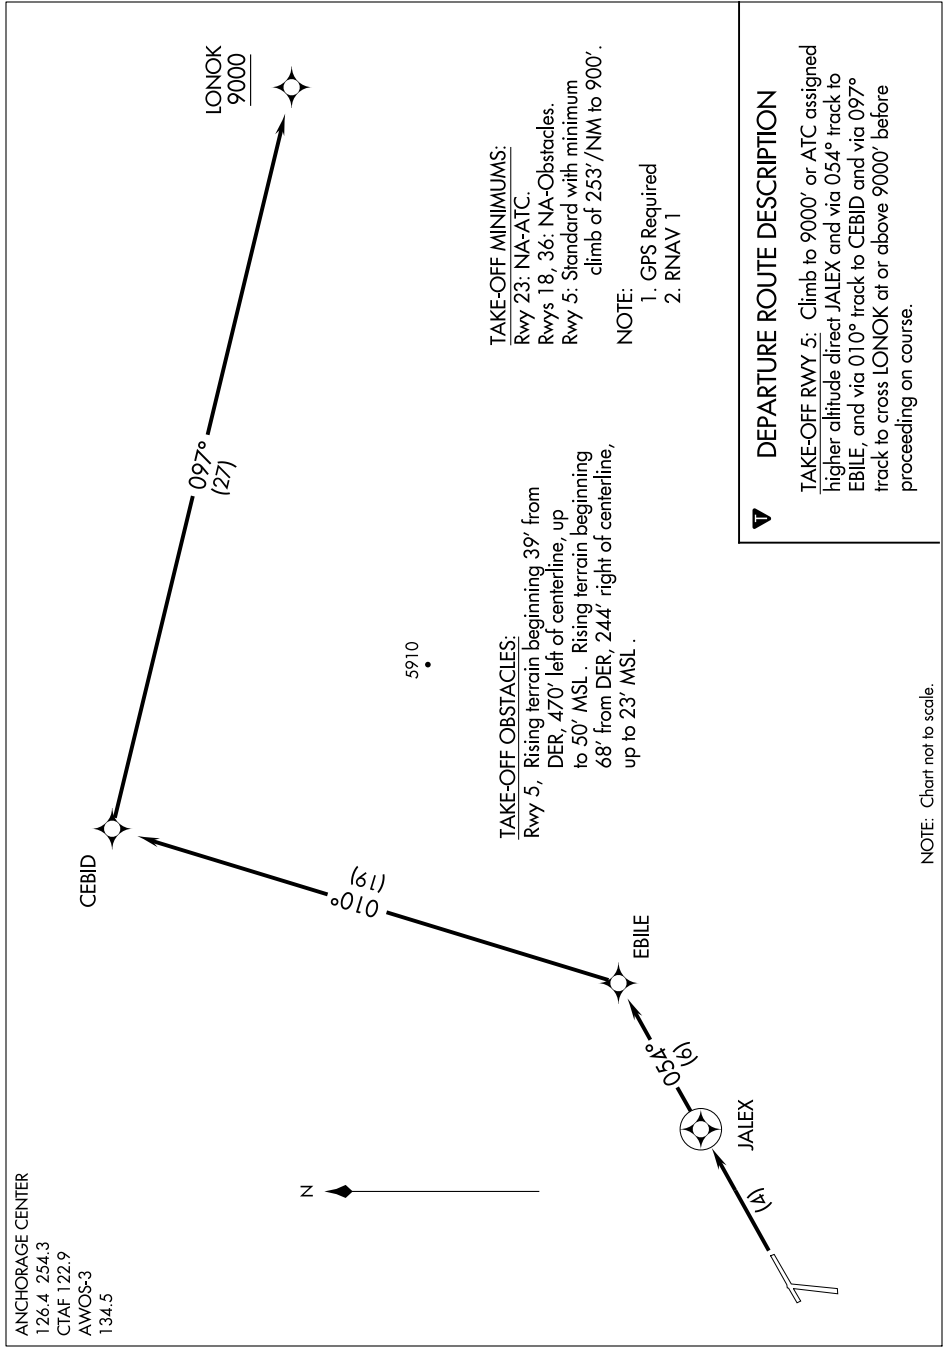 ANCHORAGE CENTER
126.4 254.3
CTAF 122.9
AWOS-3
134.5
LONOK
9000
097°
(27)
CEBID
010°
(19)
5910
EBILE
054°
(6)
JALEX
(4)
N
TAKE-OFF MINIMUMS:
Rwy 23: NA-ATC.
Rwys 18, 36: NA-Obstacles.
Rwy 5: Standard with minimum
climb of 253'/NM to 900'.
NOTE:
1. GPS Required
2. RNAV 1
TAKE-OFF OBSTACLES:
Rwy 5, Rising terrain beginning 39' from
DER, 470' left of centerline, up
to 50' MSL . Rising terrain beginning
68' from DER, 244' right of centerline,
up to 23' MSL .
T
DEPARTURE ROUTE DESCRIPTION
TAKE-OFF RWY 5: Climb to 9000' or ATC assigned
higher altitude direct JALEX and via 054° track to
EBILE, and via 010° track to CEBID and via 097°
track to cross LONOK at or above 9000' before
proceeding on course.
NOTE: Chart not to scale.